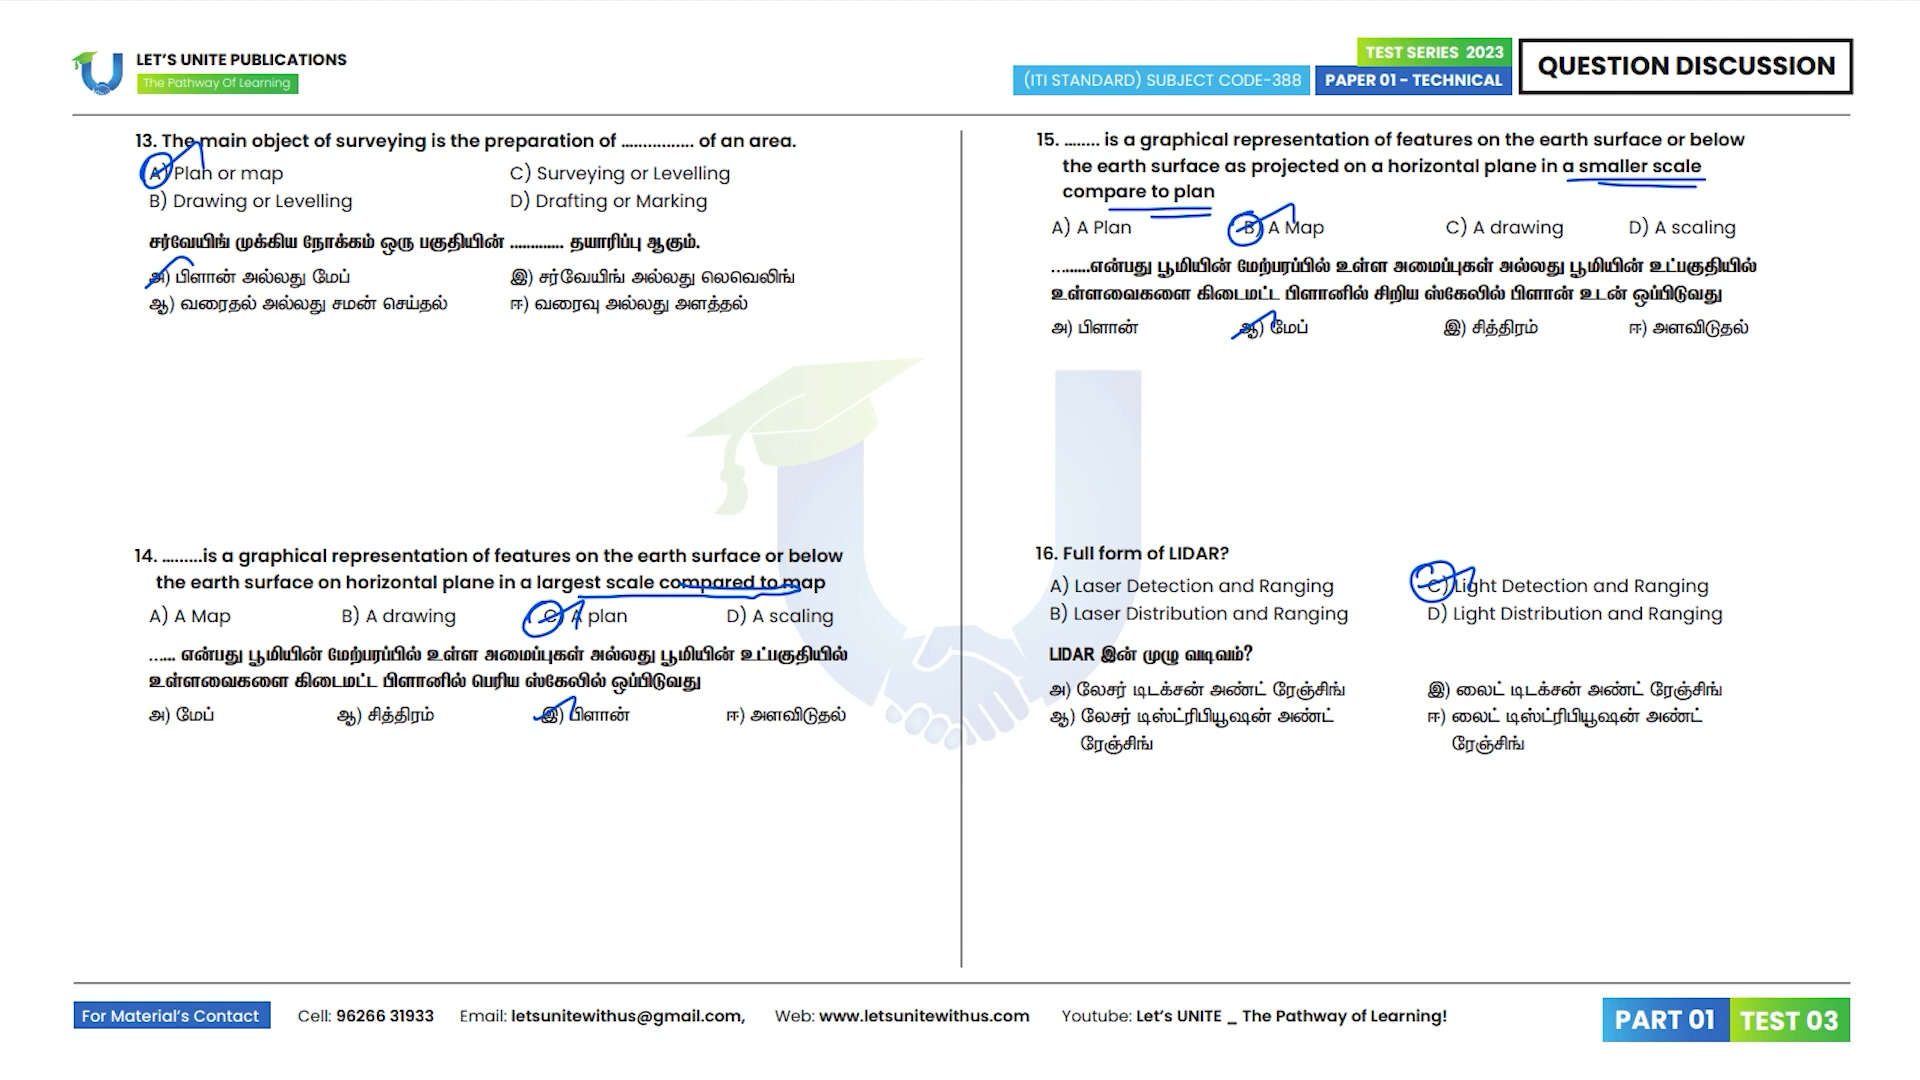 LET'S UNITE PUBLICATIONS
The Pathway Of Learning
TEST SERIES 2023
(ITI STANDARD) SUBJECT CODE-388
PAPER 01 - TECHNICAL
QUESTION DISCUSSION
13. The main object of surveying is the preparation of ................ of an area.
A) Plan or map
C) Surveying or Levelling
B) Drawing or Levelling
D) Drafting or Marking
சர்வேயிங் முக்கிய நோக்கம் ஒரு பகுதியின் ............. தயாரிப்பு ஆகும்.
அ) பிளான் அல்லது மேப்
இ) சர்வேயிங் அல்லது லெவெலிங்
ஆ) வரைதல் அல்லது சமன் செய்தல்
ஈ) வரைவு அல்லது அளத்தல்
14. .........is a graphical representation of features on the earth surface or below
the earth surface on horizontal plane in a largest scale compared to map
A) A Map
B) A drawing
C) A plan
D) A scaling
...... என்பது பூமியின் மேற்பரப்பில் உள்ள அமைப்புகள் அல்லது பூமியின் உட்பகுதியில்
உள்ளவைகளை கிடைமட்ட பிளானில் பெரிய ஸ்கேலில் ஒப்பிடுவது
அ) மேப்
ஆ) சித்திரம்
இ) பிளான்
ஈ) அளவிடுதல்
15. ........ is a graphical representation of features on the earth surface or below
the earth surface as projected on a horizontal plane in a smaller scale
compare to plan
A) A Plan
B) A Map
C) A drawing
D) A scaling
.........என்பது பூமியின் மேற்பரப்பில் உள்ள அமைப்புகள் அல்லது பூமியின் உட்பகுதியில்
உள்ளவைகளை கிடைமட்ட பிளானில் சிறிய ஸ்கேலில் பிளான் உடன் ஒப்பிடுவது
அ) பிளான்
ஆ) மேப்
இ) சித்திரம்
ஈ) அளவிடுதல்
16. Full form of LIDAR?
A) Laser Detection and Ranging
C) Light Detection and Ranging
B) Laser Distribution and Ranging
D) Light Distribution and Ranging
LIDAR இன் முழு வடிவம்?
அ) லேசர் டிடக்சன் அண்ட் ரேஞ்சிங்
இ) லைட் டிடக்சன் அண்ட் ரேஞ்சிங்
ஆ) லேசர் டிஸ்ட்ரிபியூஷன் அண்ட்
ரேஞ்சிங்
ஈ) லைட் டிஸ்ட்ரிபியூஷன் அண்ட்
ரேஞ்சிங்
For Material's Contact
Cell: 96266 31933
Email: letsunitewithus@gmail.com,
Web: www.letsunitewithus.com
Youtube: Let's UNITE _ The Pathway of Learning!
PART 01
TEST 03